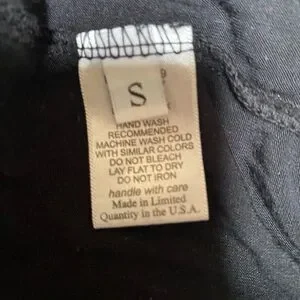 S
HAND WASH
RECOMMENDED
MACHINE WASH COLD
WITH SIMILAR COLORS
DO NOT BLEACH
LAY FLAT TO DRY
DO NOT IRON
handle with care
Made in Limited
Quantity in the U.S.A.